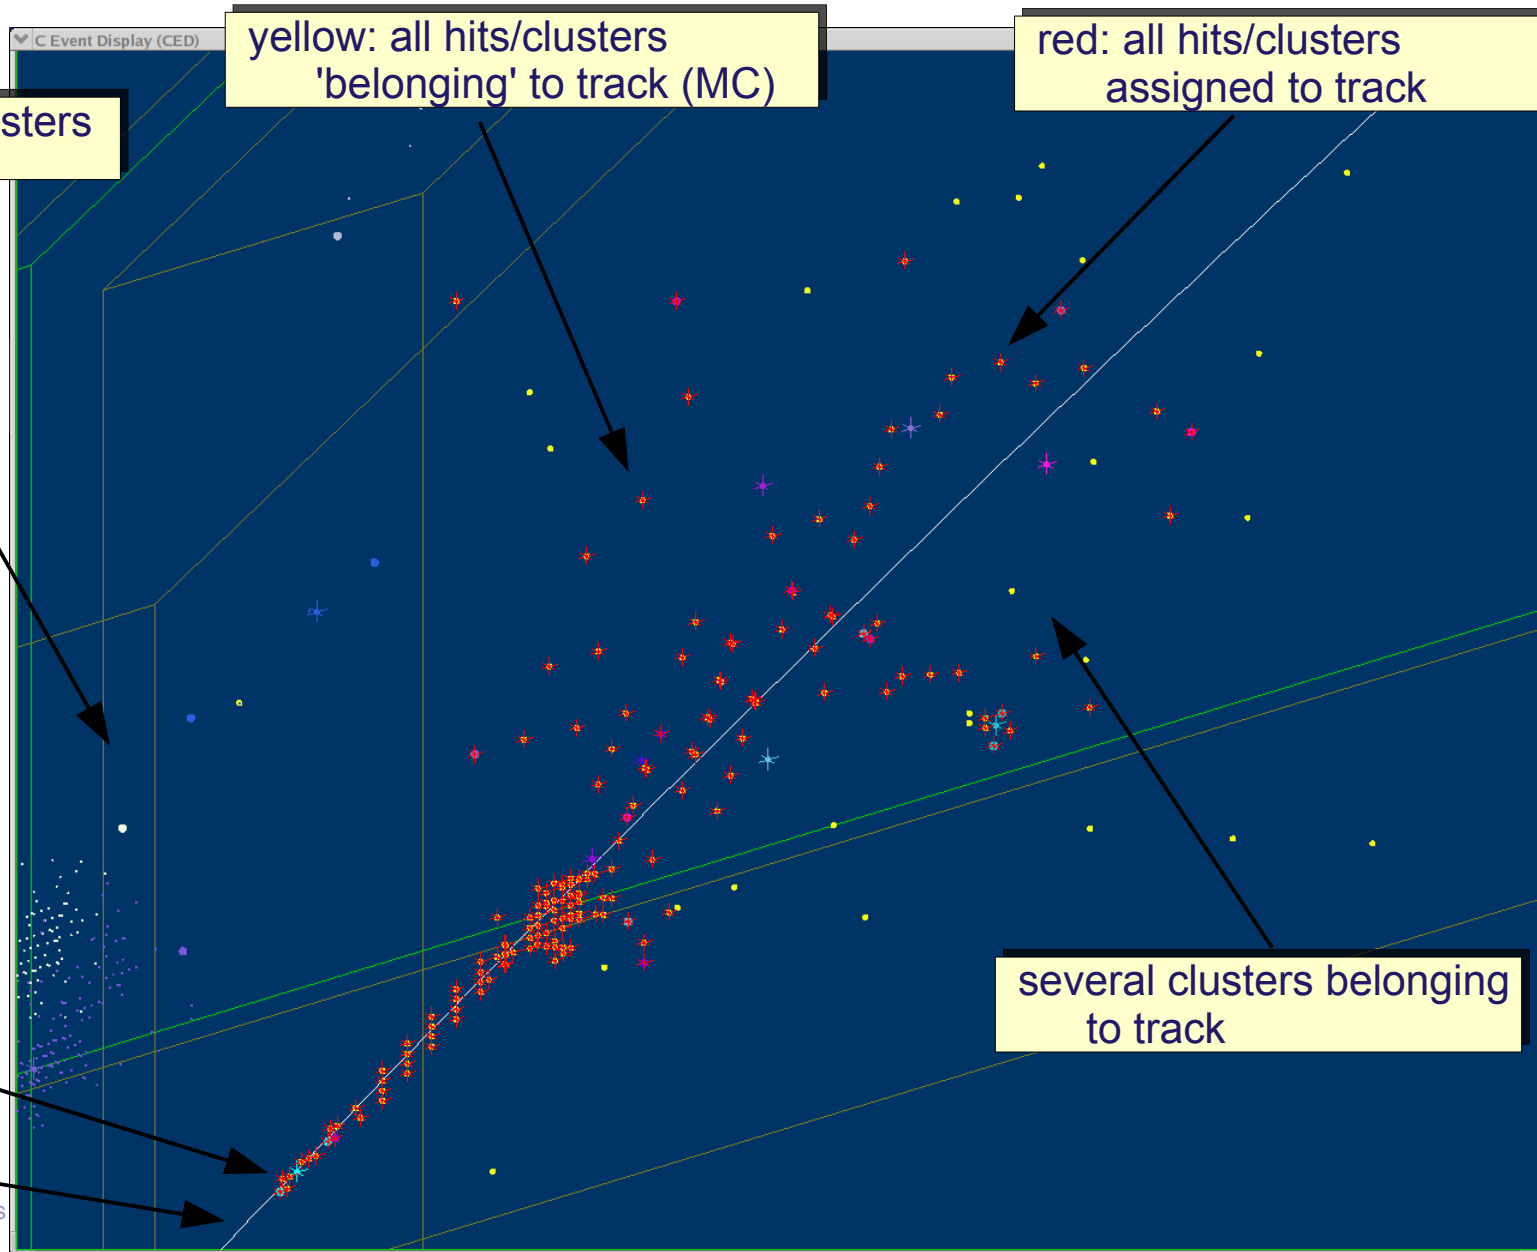 C Event Display (CED)
yellow: all hits/clusters
'belonging' to track (MC)
red: all hits/clusters
assigned to track
sters
several clusters belonging
to track
s